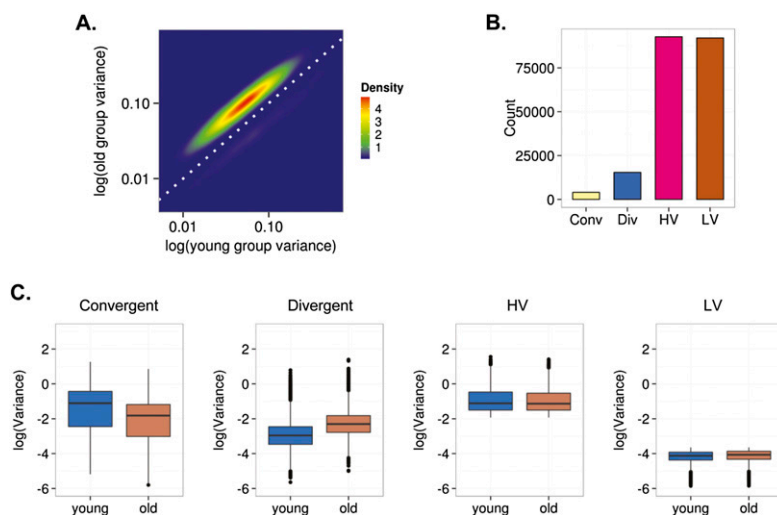 A.
log(old group variance)
0.10
0.01
0.01 0.10
log(young group variance)
Density
4
3
2
1
B.
Count
75000
50000
25000
0
Conv Div HV LV
C.
Convergent
log(Variance)
2
0
-2
-4
-6
young old
Divergent
log(Variance)
2
0
-2
-4
-6
young old
HV
log(Variance)
2
0
-2
-4
-6
young old
LV
log(Variance)
2
0
-2
-4
-6
young old